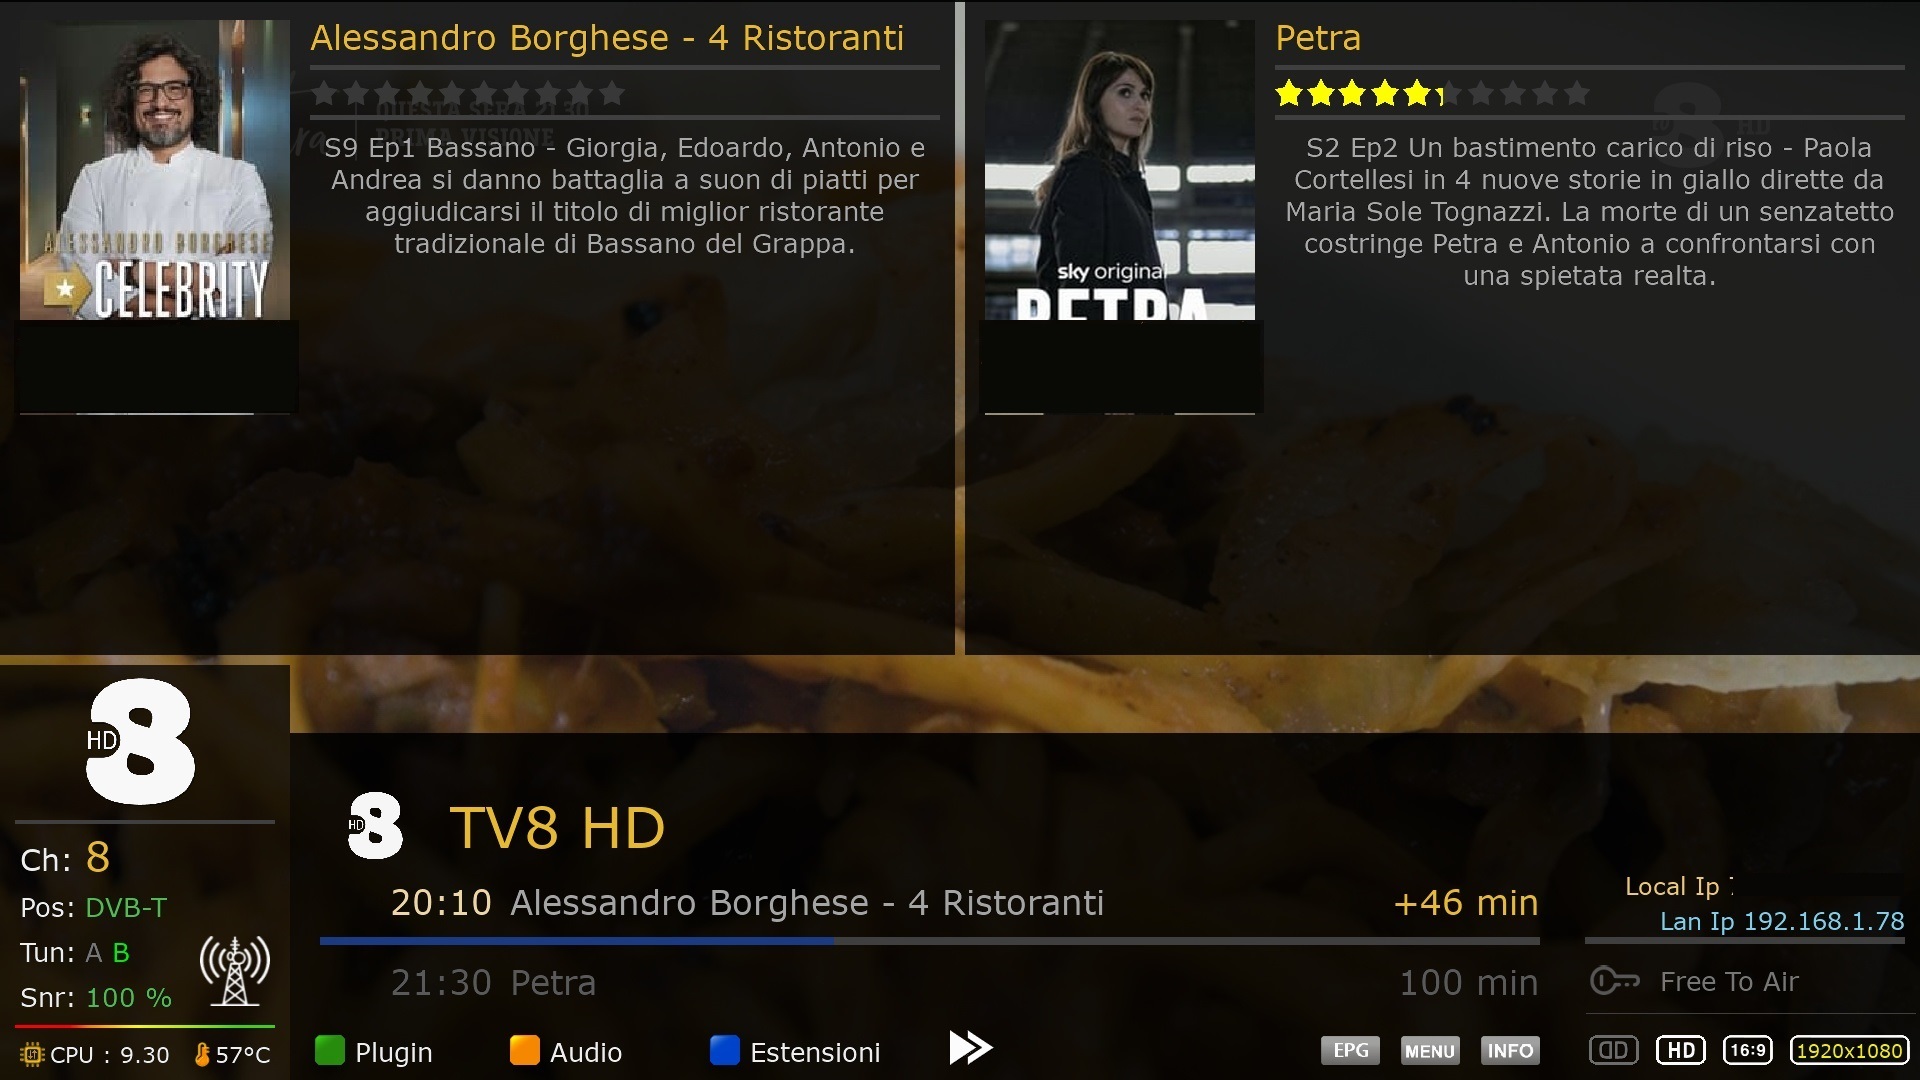 Alessandro Borghese - 4 Ristoranti
QUESTA SERA 21.30
PRIMA VISIONE
S9 Ep1 Bassano - Giorgia, Edoardo, Antonio e
Andrea si danno battaglia a suon di piatti per
aggiudicarsi il titolo di miglior ristorante
tradizionale di Bassano del Grappa.
ALESSANDRO BORGHESE
CELEBRITY
Petra
8 HD
S2 Ep2 Un bastimento carico di riso - Paola
Cortellesi in 4 nuove storie in giallo dirette da
Maria Sole Tognazzi. La morte di un senzatetto
costringe Petra e Antonio a confrontarsi con
una spietata realta.
sky original
PETRA
HD 8
Ch: 8
Pos: DVB-T
Tun: A B
Snr: 100 %
CPU : 9.30 57°C
HD 8
TV8 HD
20:10 Alessandro Borghese - 4 Ristoranti +46 min
21:30 Petra 100 min
Local Ip
Lan Ip 192.168.1.78
Free To Air
Plugin Audio Estensioni
EPG MENU INFO
HD 16:9 1920x1080